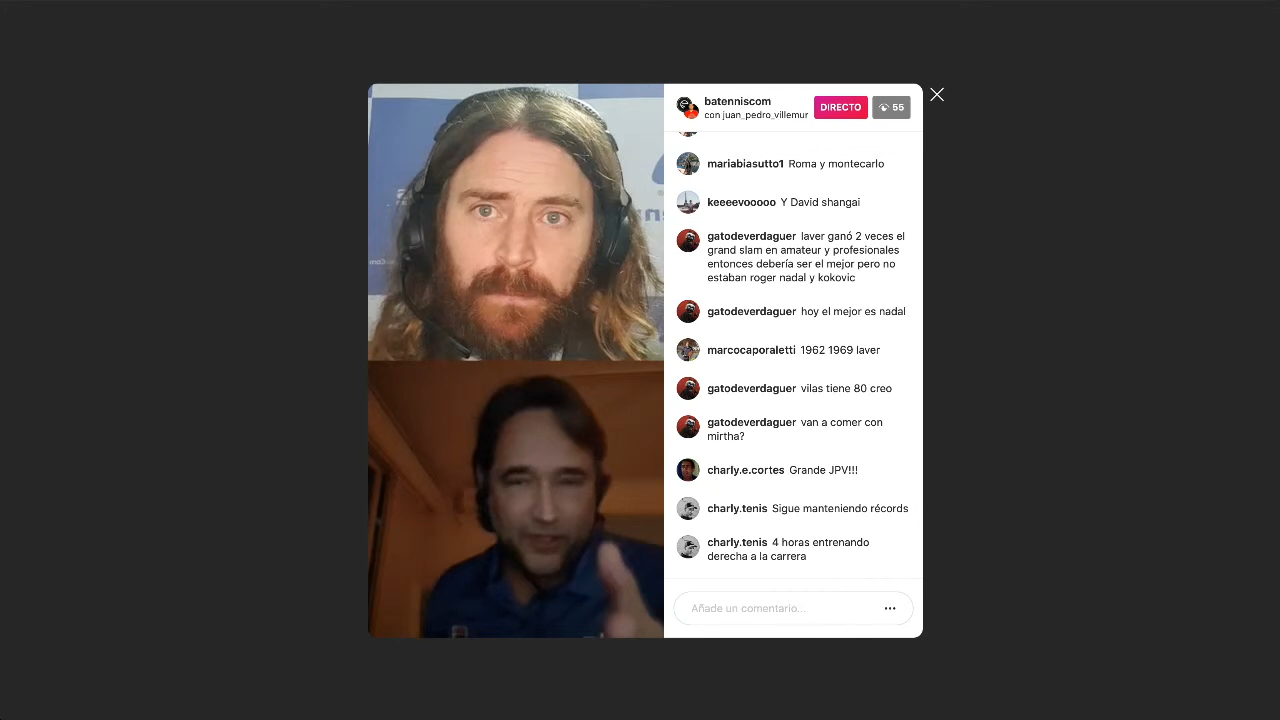 batenniscom
con juan_pedro_villemur
DIRECTO
55
mariabiasutto1 Roma y montecarlo
keeeevooooo Y David shangai
gatodeverdaguer laver ganó 2 veces el
grand slam en amateur y profesionales
entonces debería ser el mejor pero no
estaban roger nadal y kokovic
gatodeverdaguer hoy el mejor es nadal
marcocaporaletti 1962 1969 laver
gatodeverdaguer vilas tiene 80 creo
gatodeverdaguer van a comer con
mirtha?
charly.e.cortes Grande JPV!!!
charly.tenis Sigue manteniendo récords
charly.tenis 4 horas entrenando
derecha a la carrera
Añade un comentario...